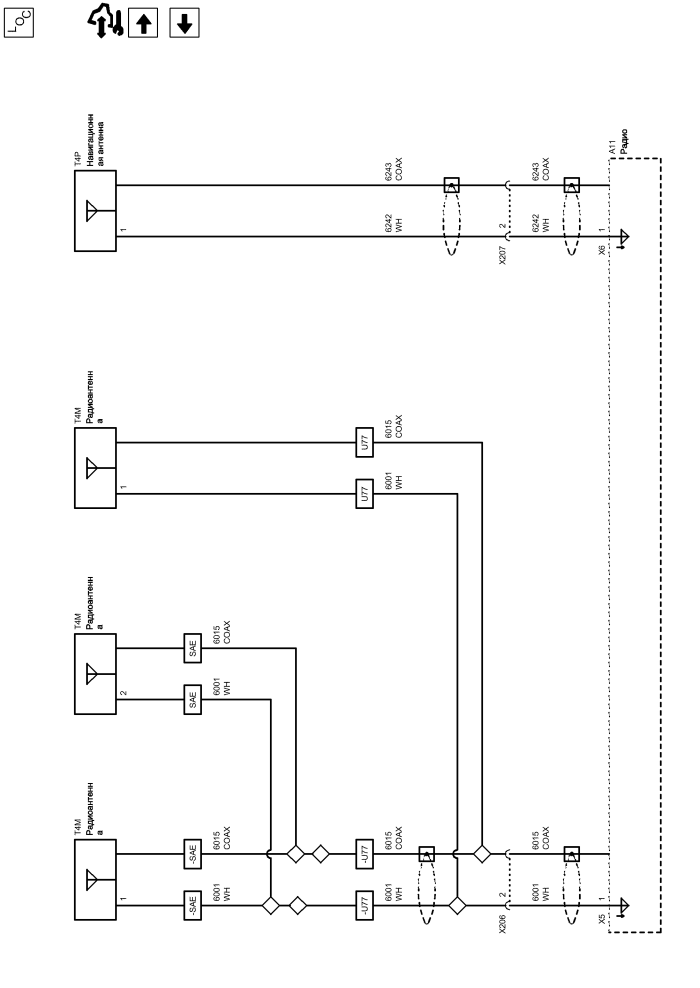 LOC
T4P
Навигационн
ая антенна
1
6243
COAX
6242
WH
X207
2
6243
COAX
6242
WH
X6
1
A11
Радио
T4M
Радиоантенн
а
1
U77
U77
6015
COAX
6001
WH
T4M
Радиоантенн
а
2
SAE
SAE
6015
COAX
6001
WH
T4M
Радиоантенн
а
1
-SAE
-SAE
6015
COAX
6001
WH
-U77
-U77
6015
COAX
6001
WH
X206
2
6015
COAX
6001
WH
X5
1